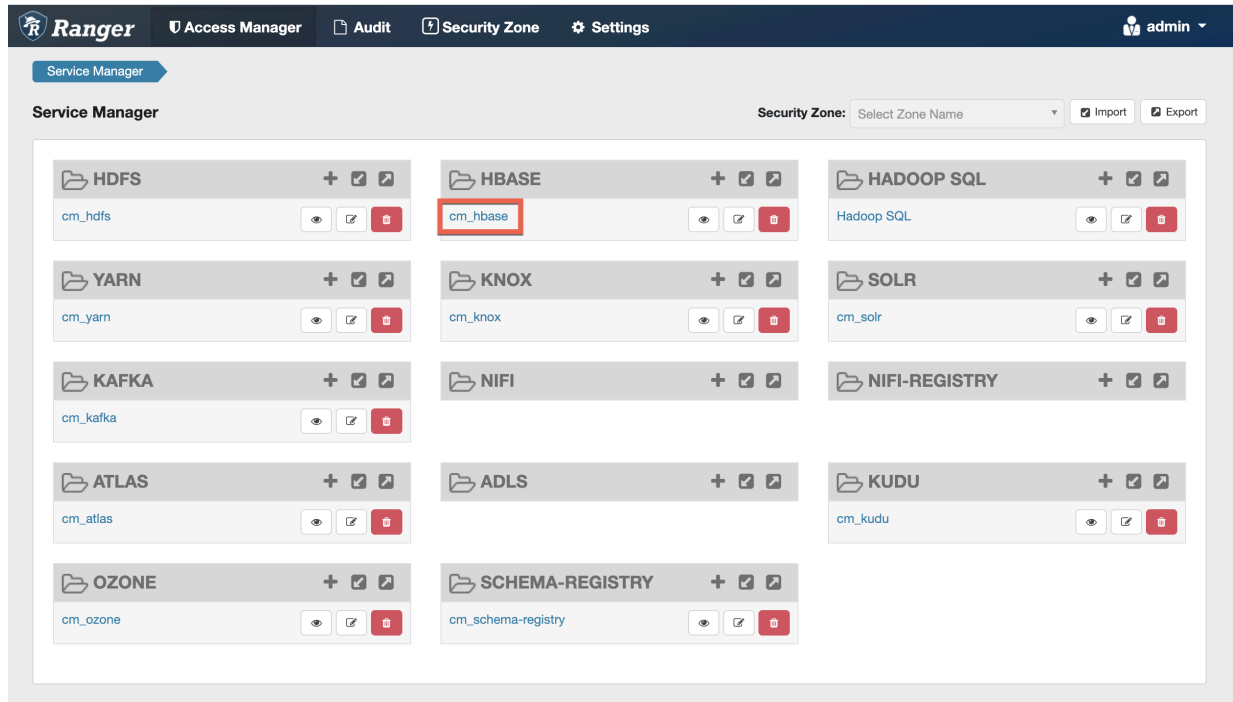 Ranger Access Manager Audit Security Zone Settings admin
Service Manager
Service Manager Security Zone: Select Zone Name Import Export
HDFS HBASE HADOOP SQL
cm_hdfs cm_hbase Hadoop SQL
YARN KNOX SOLR
cm_yarn cm_knox cm_solr
KAFKA NIFI NIFI-REGISTRY
cm_kafka
ATLAS ADLS KUDU
cm_atlas cm_kudu
OZONE SCHEMA-REGISTRY
cm_ozone cm_schema-registry